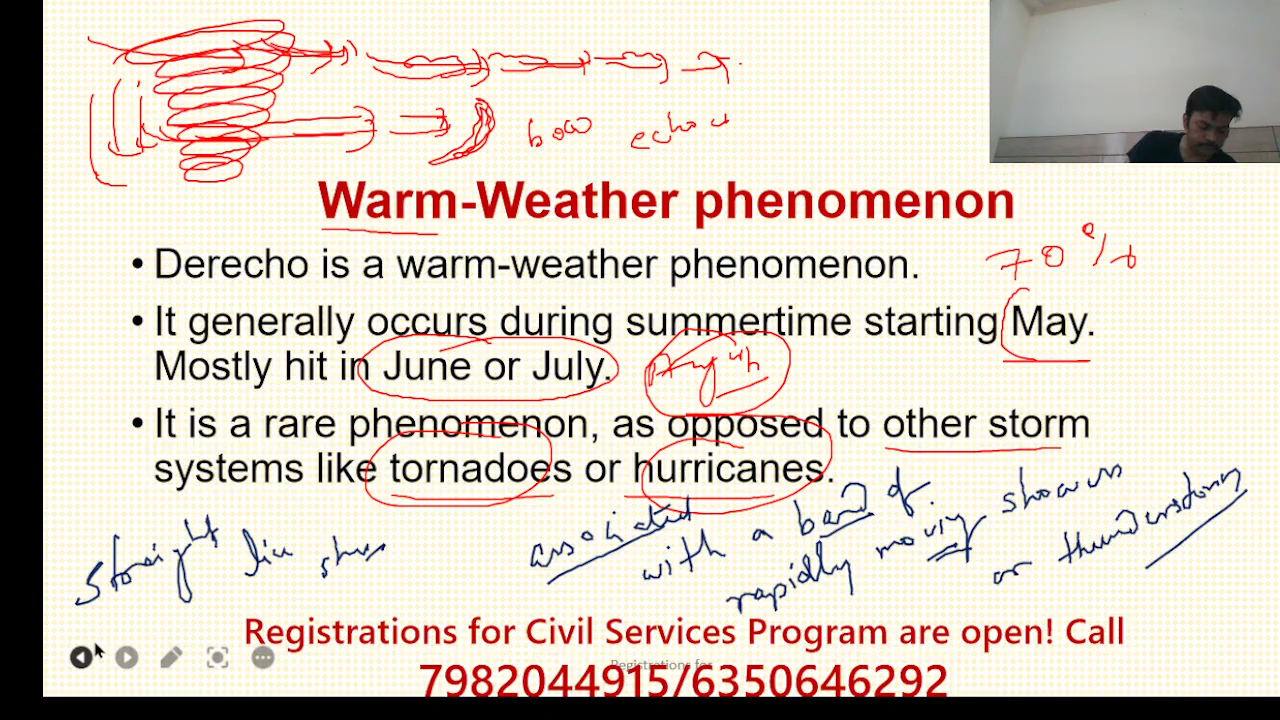 bow echoes
Warm-Weather phenomenon
• Derecho is a warm-weather phenomenon.
70%
• It generally occurs during summertime starting May.
Mostly hit in June or July.
• It is a rare phenomenon, as opposed to other storm
systems like tornadoes or hurricanes.
straight line
associated
with a band of
rapidly moving showers
or thunderstorms
Registrations for Civil Services Program are open! Call
Registrations for
7982044915/6350646292